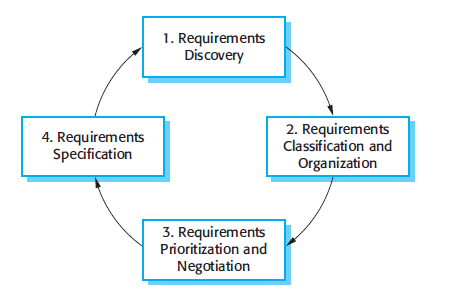 1. Requirements
Discovery
2. Requirements
Classification and
Organization
3. Requirements
Prioritization and
Negotiation
4. Requirements
Specification